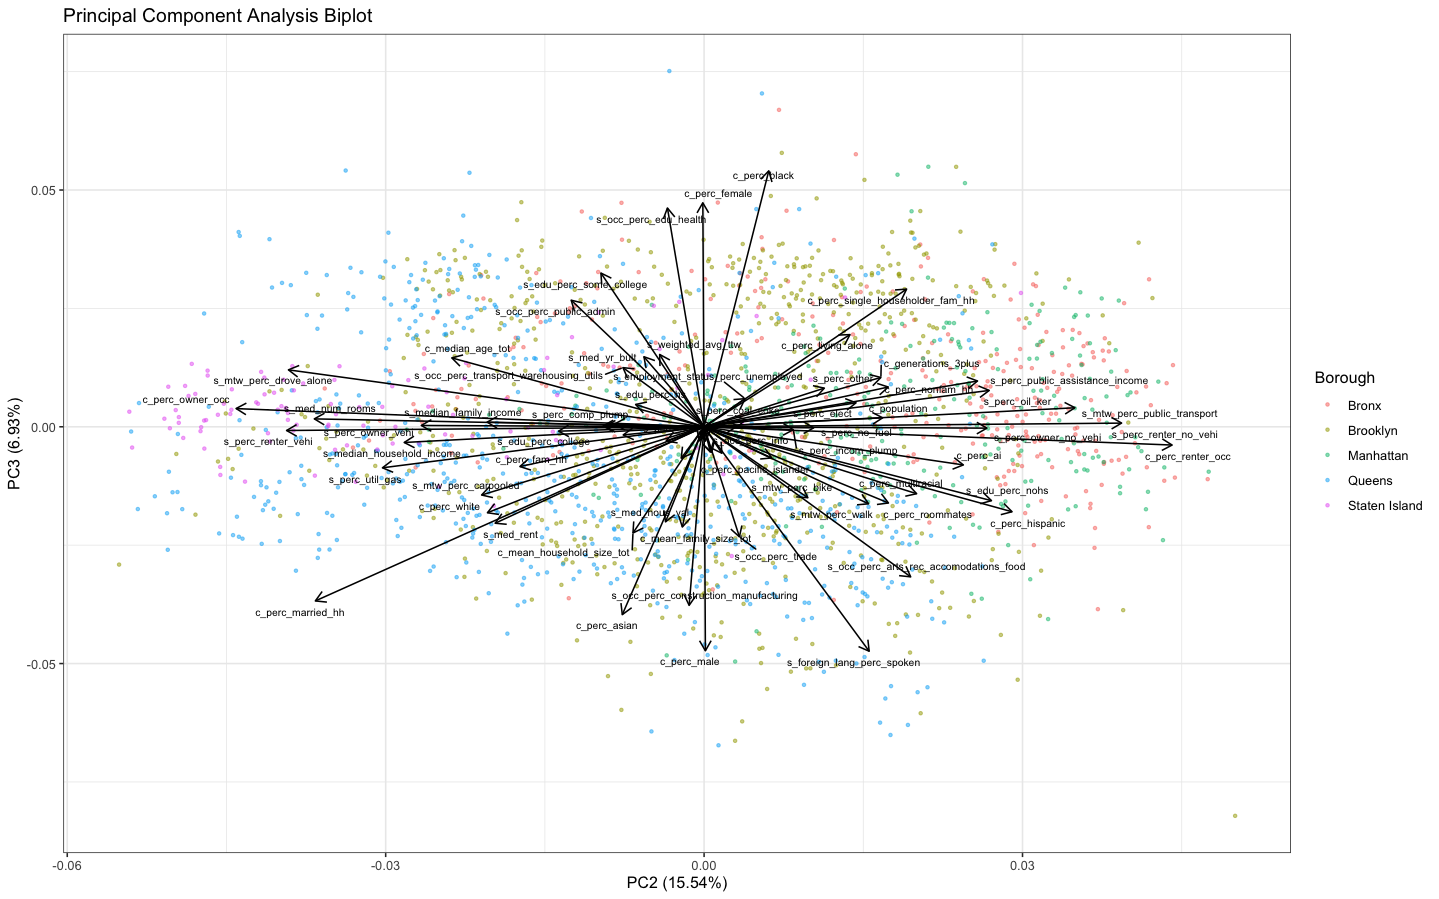 Principal Component Analysis Biplot
c_perc_black
c_perc_female
s_occ_perc_edu_health
s_edu_perc_some_college
c_perc_single_householder_fam_hh
s_occ_perc_public_admin
s_weighted_avg_ttw
c_perc_living_alone
c_median_age_tot
s_med_yr_built
c_generations_3plus
s_occ_perc_transport_warehousing_utils
s_employment_status_perc_unemployed
s_perc_other
s_perc_public_assistance_income
s_mtw_perc_drove_alone
c_perc_nonfam_hh
c_perc_owner_occ
s_perc_oil_ker
s_med_num_rooms
s_median_family_income
s_perc_comp_plump
s_perc_elect
c_population
s_mtw_perc_public_transport
s_perc_owner_vehi
s_perc_no_fuel
s_perc_owner_no_vehi
s_perc_renter_no_vehi
s_perc_renter_vehi
s_edu_perc_college
s_perc_incom_plump
s_median_household_income
c_perc_fam_hh
c_perc_ai
c_perc_renter_occ
c_perc_pacific_islander
s_perc_util_gas
s_mtw_perc_carpooled
s_mtw_perc_bike
c_perc_multiracial
s_edu_perc_nohs
c_perc_white
s_med_hous_val
s_mtw_perc_walk
c_perc_roommates
c_perc_hispanic
s_med_rent
c_mean_family_size_tot
c_mean_household_size_tot
s_occ_perc_trade
s_occ_perc_arts_rec_accomodations_food
s_occ_perc_construction_manufacturing
c_perc_married_hh
c_perc_asian
c_perc_male
s_foreign_lang_perc_spoken
0.05
0.00
-0.05
PC3 (6.93%)
-0.06
-0.03
0.00
0.03
PC2 (15.54%)
Borough
Bronx
Brooklyn
Manhattan
Queens
Staten Island